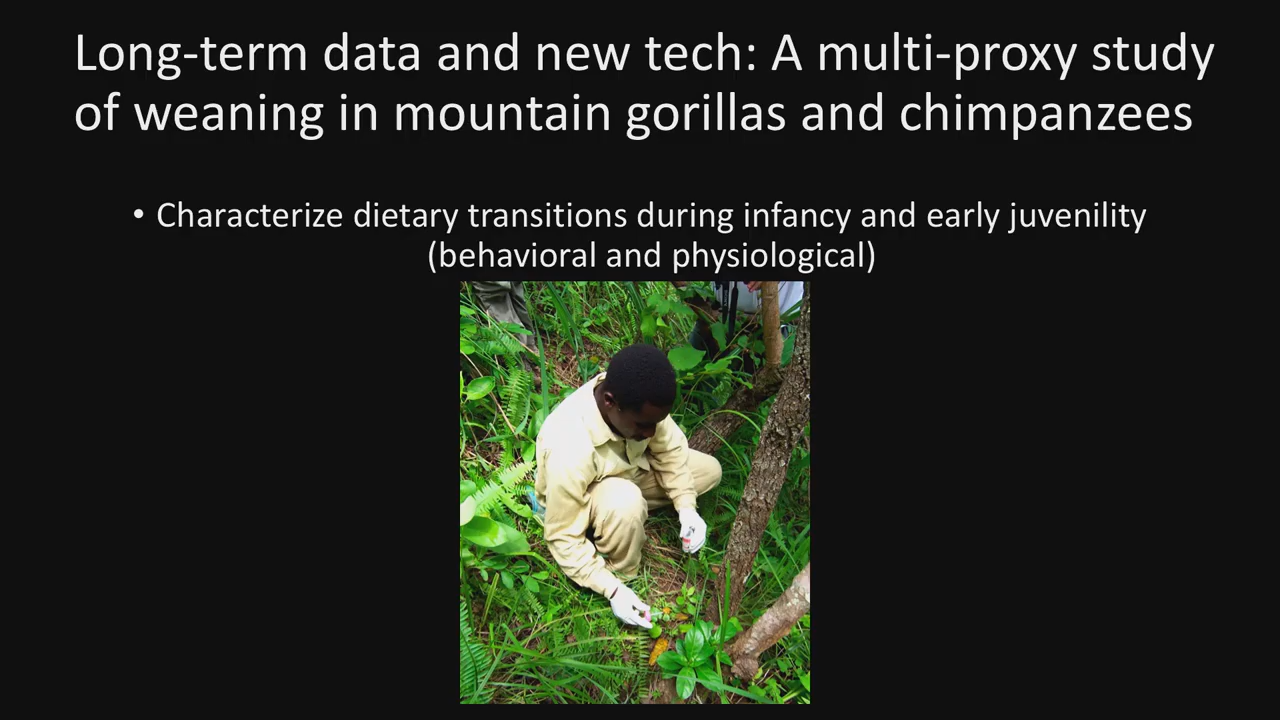 Long-term data and new tech: A multi-proxy study
of weaning in mountain gorillas and chimpanzees
• Characterize dietary transitions during infancy and early juvenility
(behavioral and physiological)